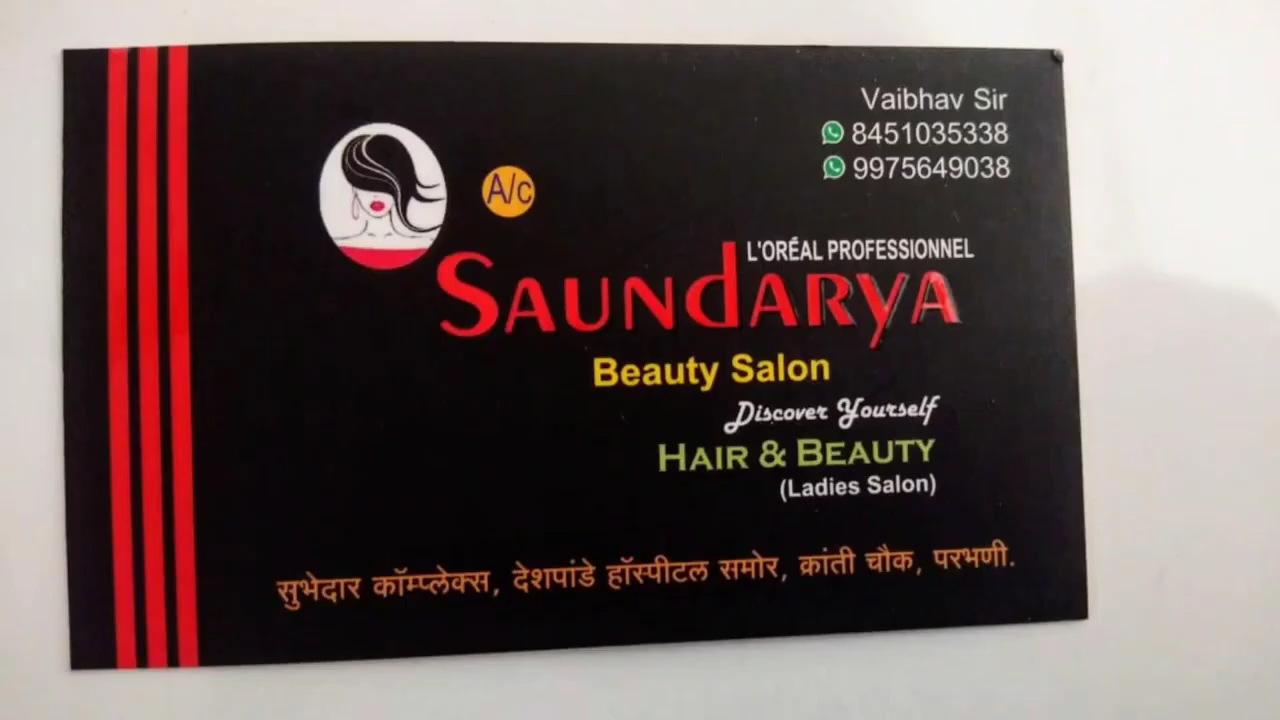 Vaibhav Sir
8451035338
9975649038
A/c
L'ORÉAL PROFESSIONNEL
SAUNDARYA
Beauty Salon
Discover Yourself
HAIR & BEAUTY
(Ladies Salon)
सुभेदार कॉम्प्लेक्स, देशपांडे हॉस्पीटल समोर, क्रांती चौक, परभणी.